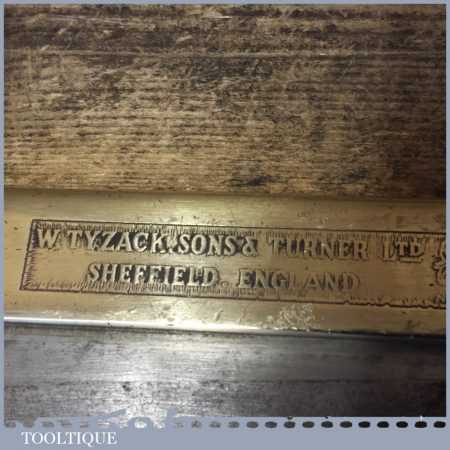 W. TYZACK, SONS & TURNER LTD
SHEFFIELD. ENGLAND
TOOLTIQUE